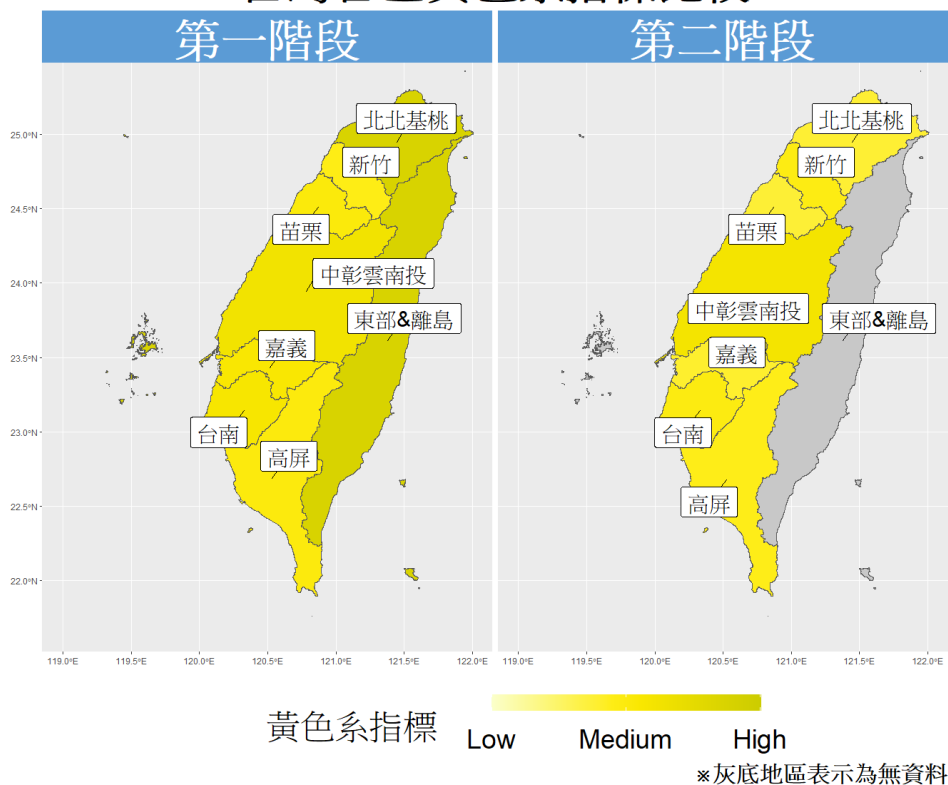 第一階段
第二階段
北北基桃
新竹
苗栗
中彰雲南投
東部&離島
嘉義
台南
高屏
25.0°N
24.5°N
24.0°N
23.5°N
23.0°N
22.5°N
22.0°N
119.0°E 119.5°E 120.0°E 120.5°E 121.0°E 121.5°E 122.0°E
北北基桃
新竹
苗栗
中彰雲南投
東部&離島
嘉義
台南
高屏
119.0°E 119.5°E 120.0°E 120.5°E 121.0°E 121.5°E 122.0°E
黃色系指標
Low Medium High
※灰底地區表示為無資料